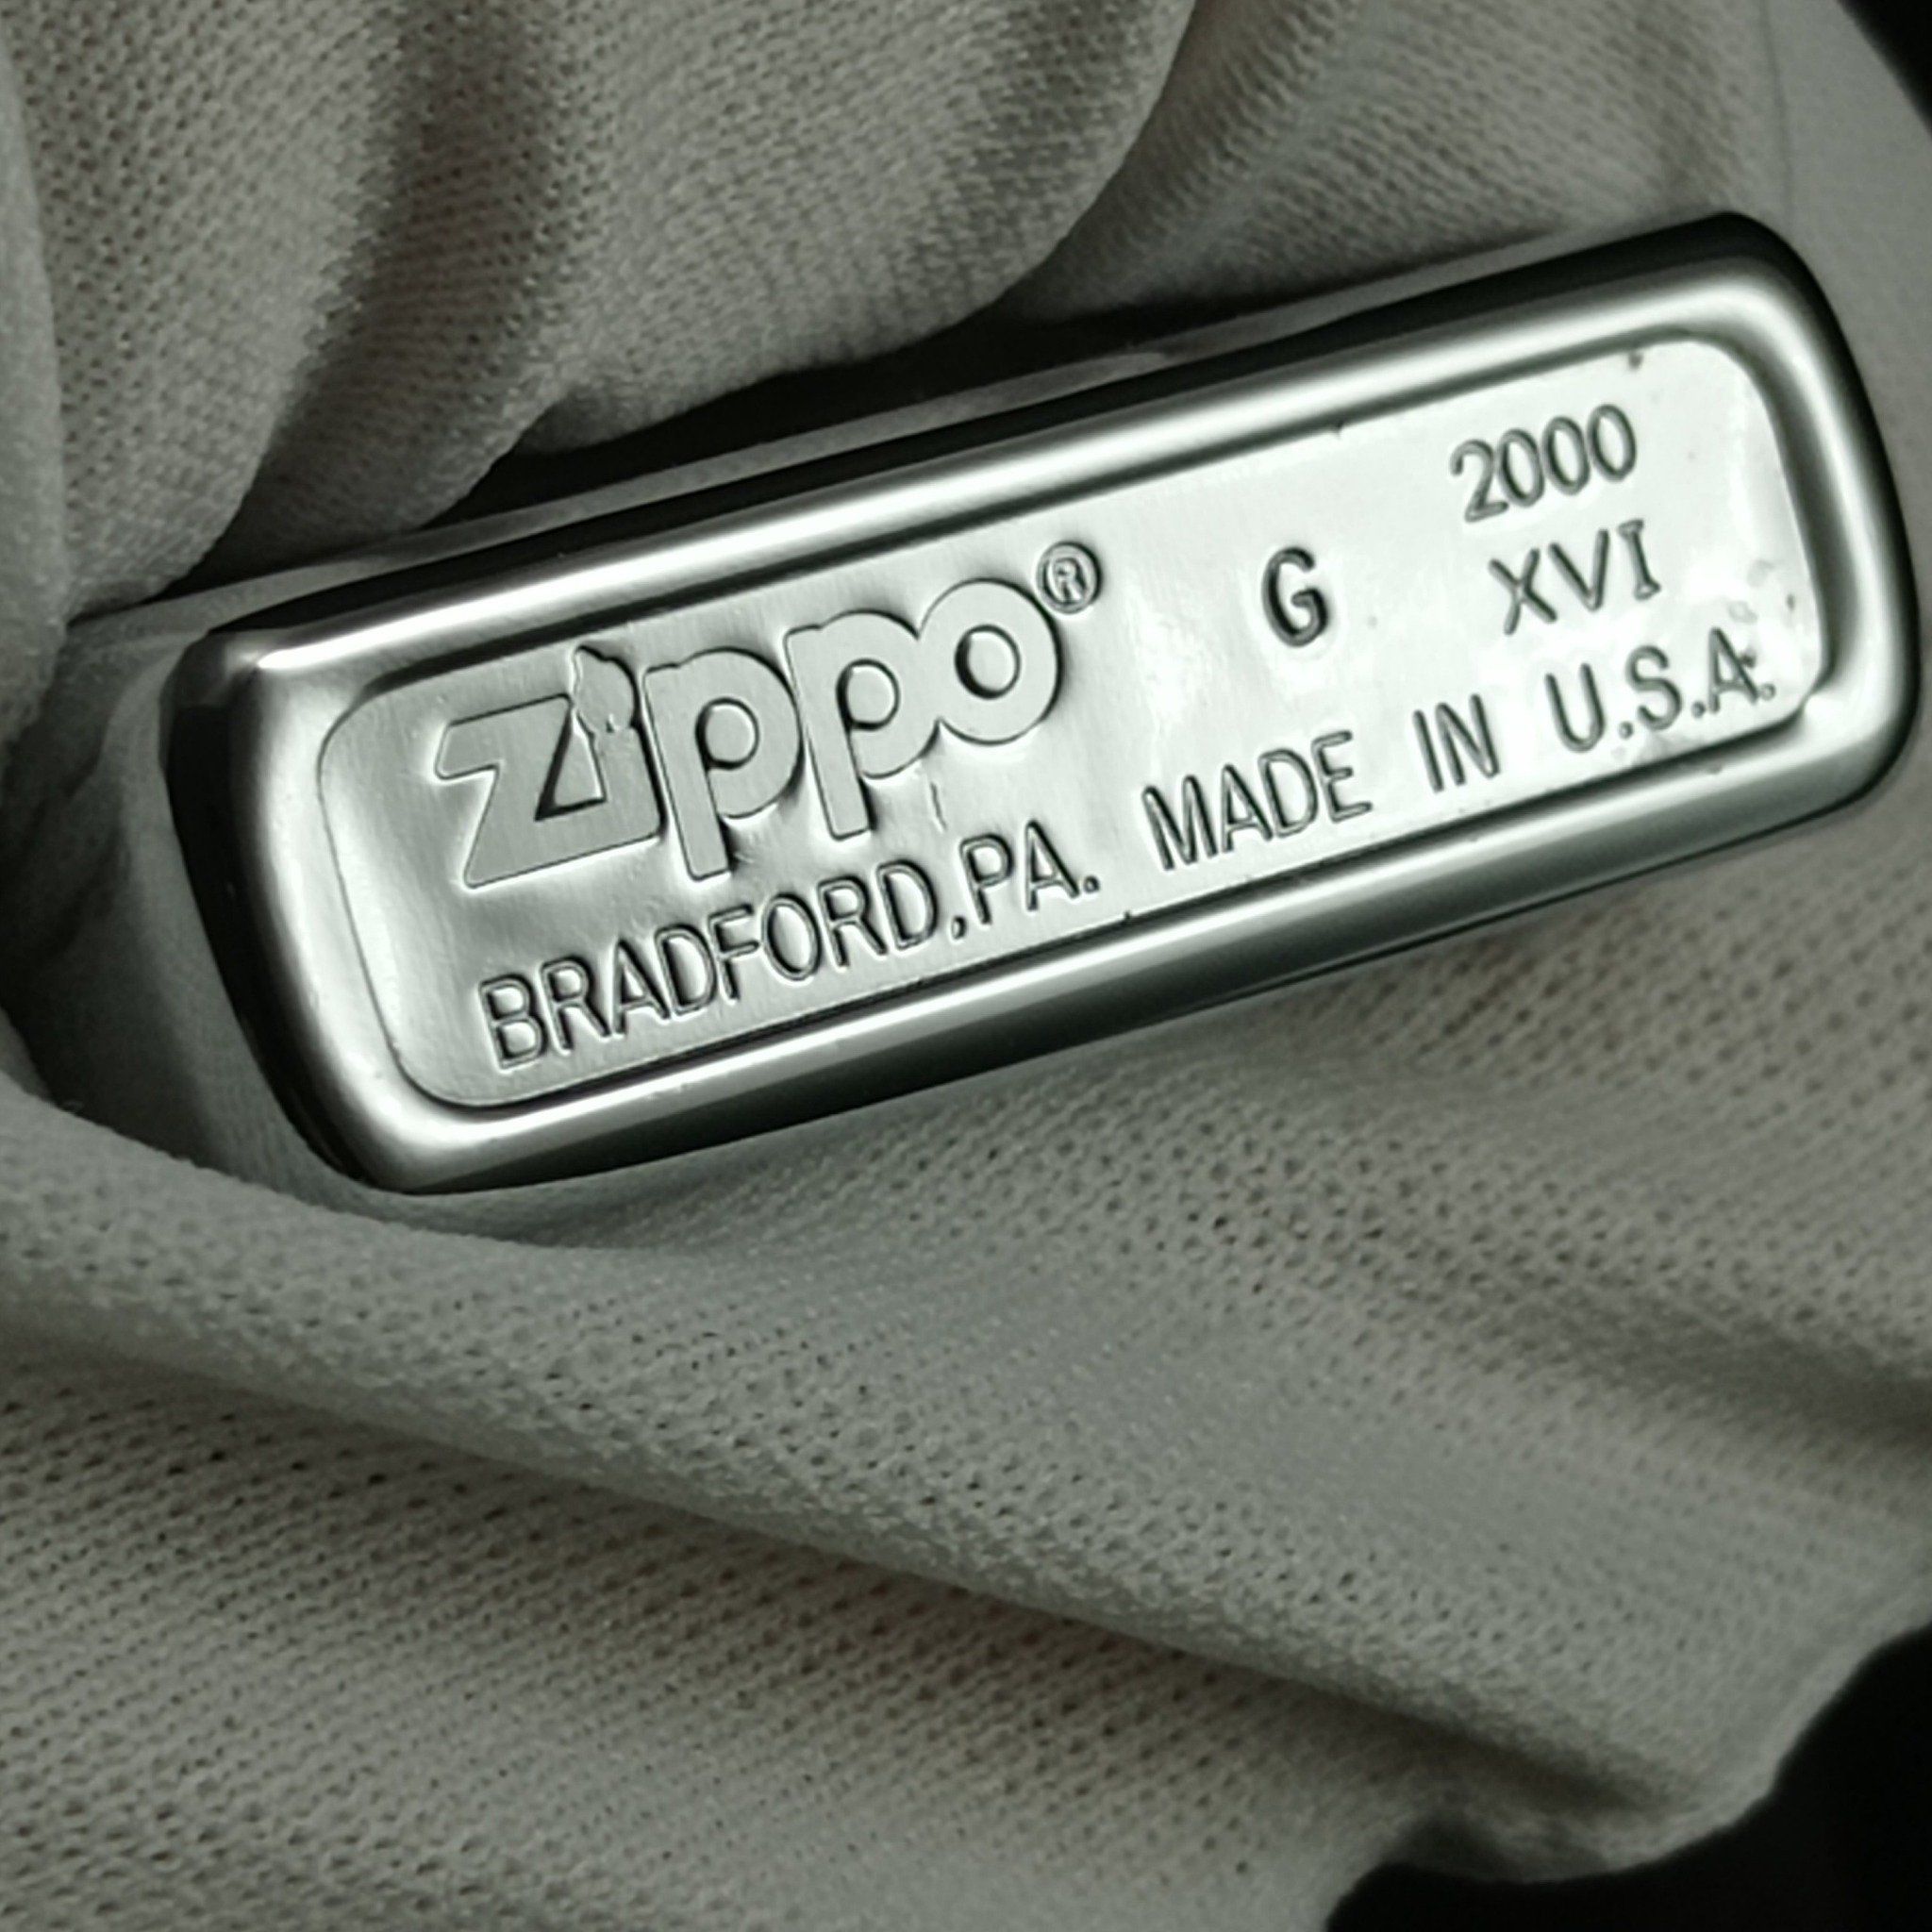 2000
zippo® G XVI
BRADFORD,PA. MADE IN U.S.A.